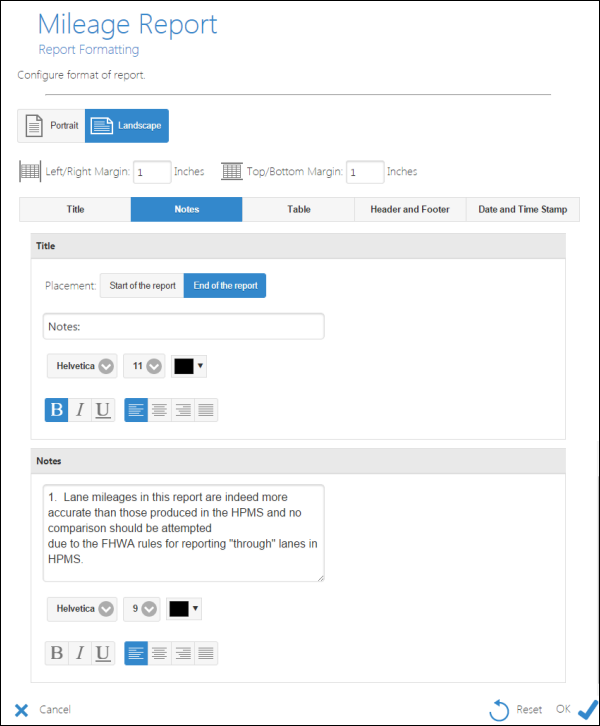 Mileage Report
Report Formatting
Configure format of report.
Portrait Landscape
Left/Right Margin: 1 Inches Top/Bottom Margin: 1 Inches
Title Notes Table Header and Footer Date and Time Stamp
Title
Placement: Start of the report End of the report
Notes:
Helvetica 11
B I U
Notes
1. Lane mileages in this report are indeed more
accurate than those produced in the HPMS and no
comparison should be attempted
due to the FHWA rules for reporting "through" lanes in
HPMS.
Helvetica 9
B I U
Cancel Reset OK